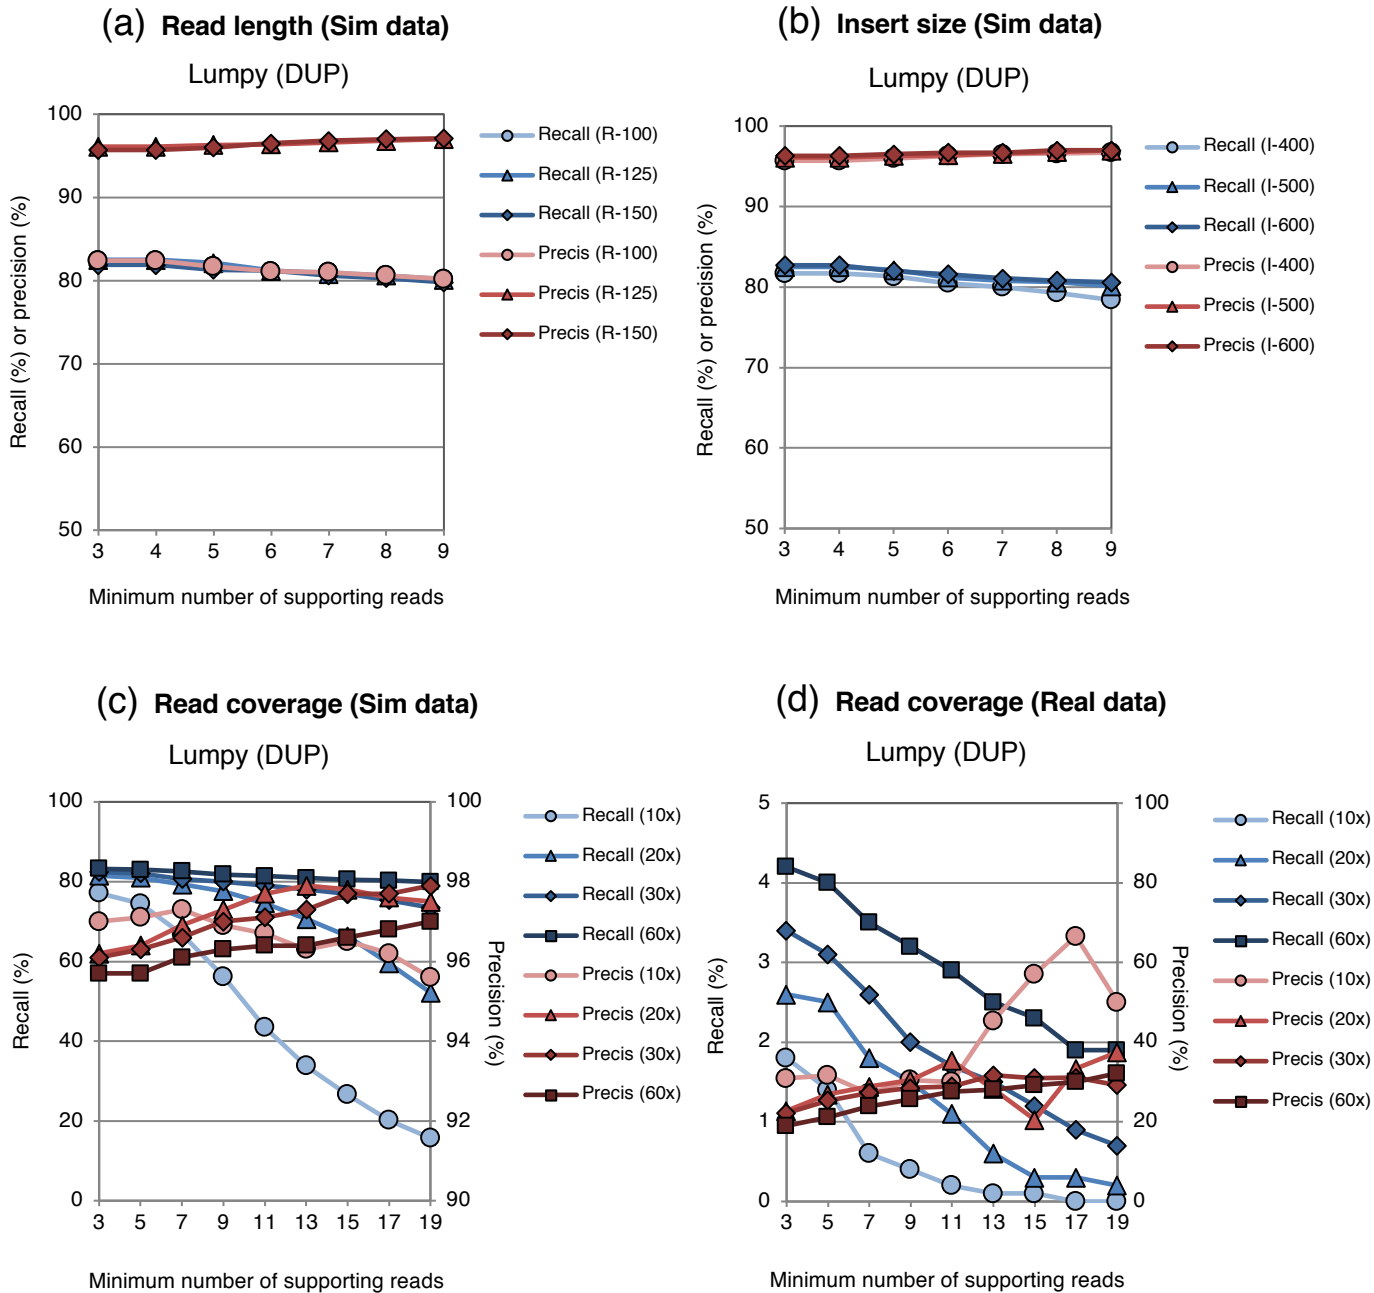 (a) Read length (Sim data)
Lumpy (DUP)
100
90
80
70
60
50
Recall (%) or precision (%)
3 4 5 6 7 8 9
Minimum number of supporting reads
Recall (R-100)
Recall (R-125)
Recall (R-150)
Precis (R-100)
Precis (R-125)
Precis (R-150)
(b) Insert size (Sim data)
Lumpy (DUP)
100
90
80
70
60
50
Recall (%) or precision (%)
3 4 5 6 7 8 9
Minimum number of supporting reads
Recall (I-400)
Recall (I-500)
Recall (I-600)
Precis (I-400)
Precis (I-500)
Precis (I-600)
(c) Read coverage (Sim data)
Lumpy (DUP)
100
80
60
40
20
0
Recall (%)
100
98
96
94
92
90
Precision (%)
3 5 7 9 11 13 15 17 19
Minimum number of supporting reads
Recall (10x)
Recall (20x)
Recall (30x)
Recall (60x)
Precis (10x)
Precis (20x)
Precis (30x)
Precis (60x)
(d) Read coverage (Real data)
Lumpy (DUP)
5
4
3
2
1
0
Recall (%)
100
80
60
40
20
0
Precision (%)
3 5 7 9 11 13 15 17 19
Minimum number of supporting reads
Recall (10x)
Recall (20x)
Recall (30x)
Recall (60x)
Precis (10x)
Precis (20x)
Precis (30x)
Precis (60x)